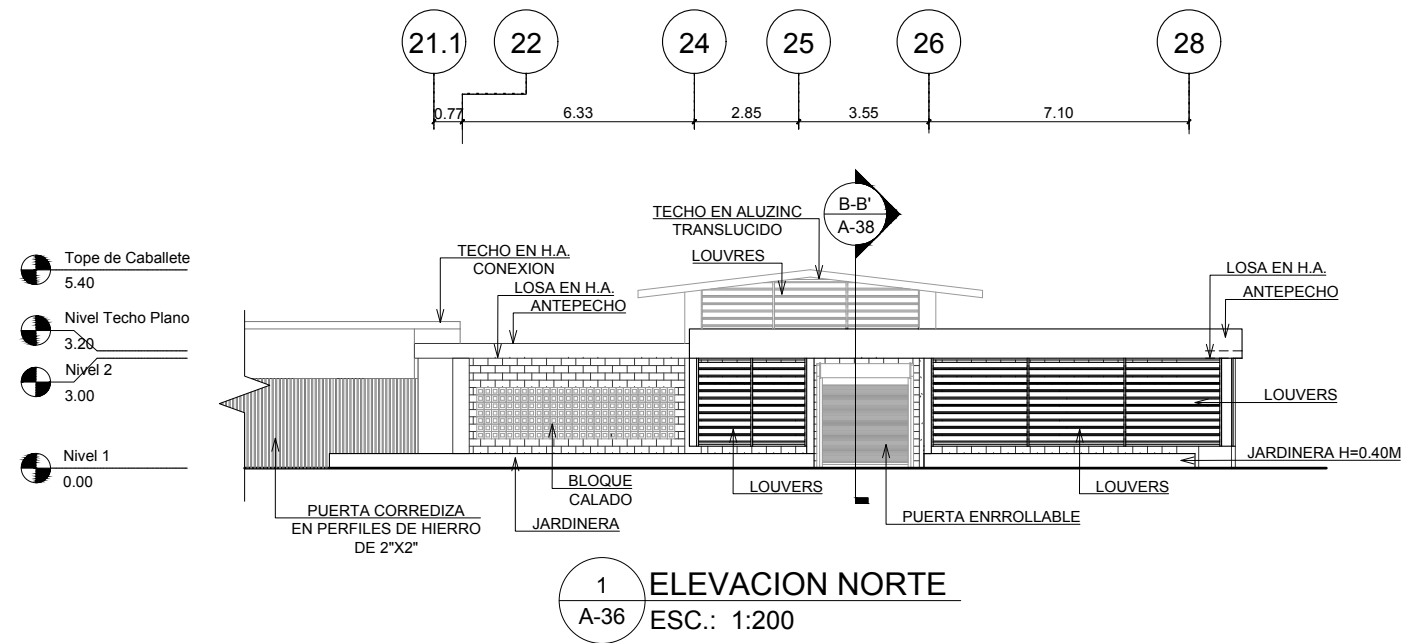 21.1
22
24
25
26
28
0.77
6.33
2.85
3.55
7.10
B-B'
A-38
TECHO EN ALUZINC
TRANSLUCIDO
LOUVRES
TECHO EN H.A.
CONEXION
LOSA EN H.A.
ANTEPECHO
LOSA EN H.A.
ANTEPECHO
Tope de Caballete
5.40
Nivel Techo Plano
3.20
Nivel 2
3.00
Nivel 1
0.00
LOUVERS
JARDINERA H=0.40M
BLOQUE
CALADO
LOUVERS
LOUVERS
PUERTA CORREDIZA
EN PERFILES DE HIERRO
DE 2"X2"
JARDINERA
PUERTA ENRROLLABLE
1
A-36
ELEVACION NORTE
ESC.: 1:200